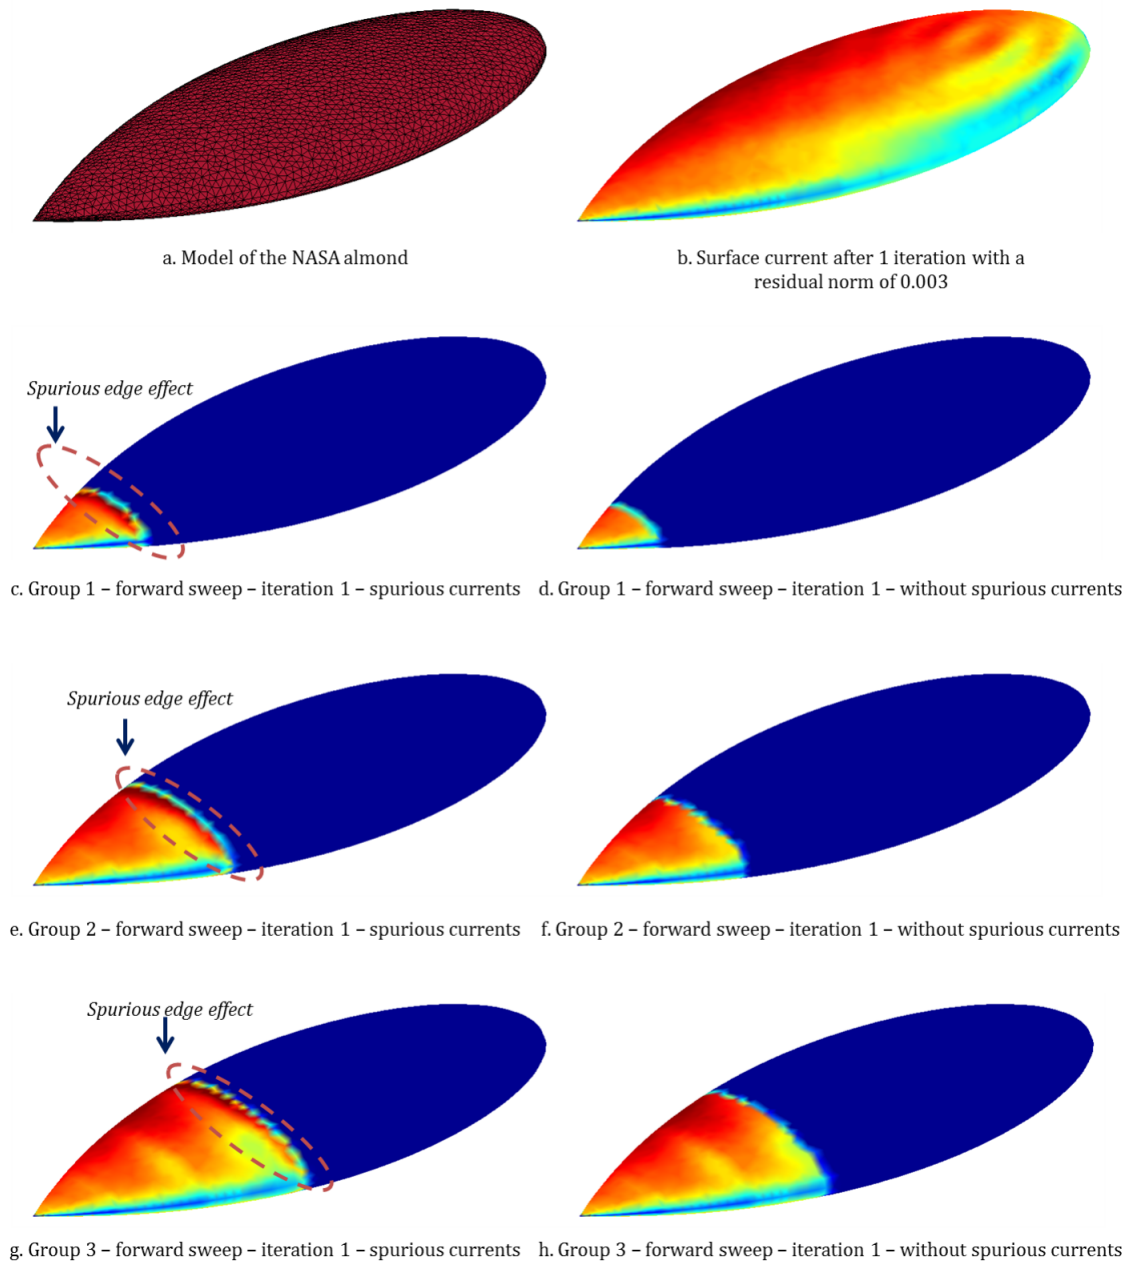 a. Model of the NASA almond
b. Surface current after 1 iteration with a
residual norm of 0.003
Spurious edge effect
c. Group 1 – forward sweep – iteration 1 – spurious currents
d. Group 1 – forward sweep – iteration 1 – without spurious currents
Spurious edge effect
e. Group 2 – forward sweep – iteration 1 – spurious currents
f. Group 2 – forward sweep – iteration 1 – without spurious currents
Spurious edge effect
g. Group 3 – forward sweep – iteration 1 – spurious currents
h. Group 3 – forward sweep – iteration 1 – without spurious currents